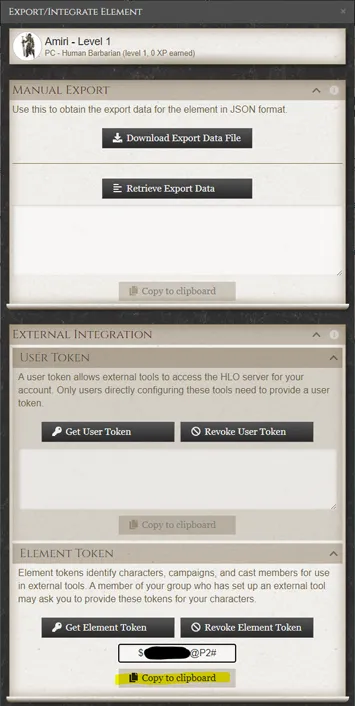 Export/Integrate Element
Amiri - Level 1
PC - Human Barbarian (level 1, 0 XP earned)
Manual Export
Use this to obtain the export data for the element in JSON format.
Download Export Data File
Retrieve Export Data
Copy to clipboard
External Integration
User Token
A user token allows external tools to access the HLO server for your
account. Only users directly configuring these tools need to provide a user
token.
Get User Token
Revoke User Token
Copy to clipboard
Element Token
Element tokens identify characters, campaigns, and cast members for use
in external tools. A member of your group who has set up an external tool
may ask you to provide these tokens for your characters.
Get Element Token
Revoke Element Token
$ @P2#
Copy to clipboard